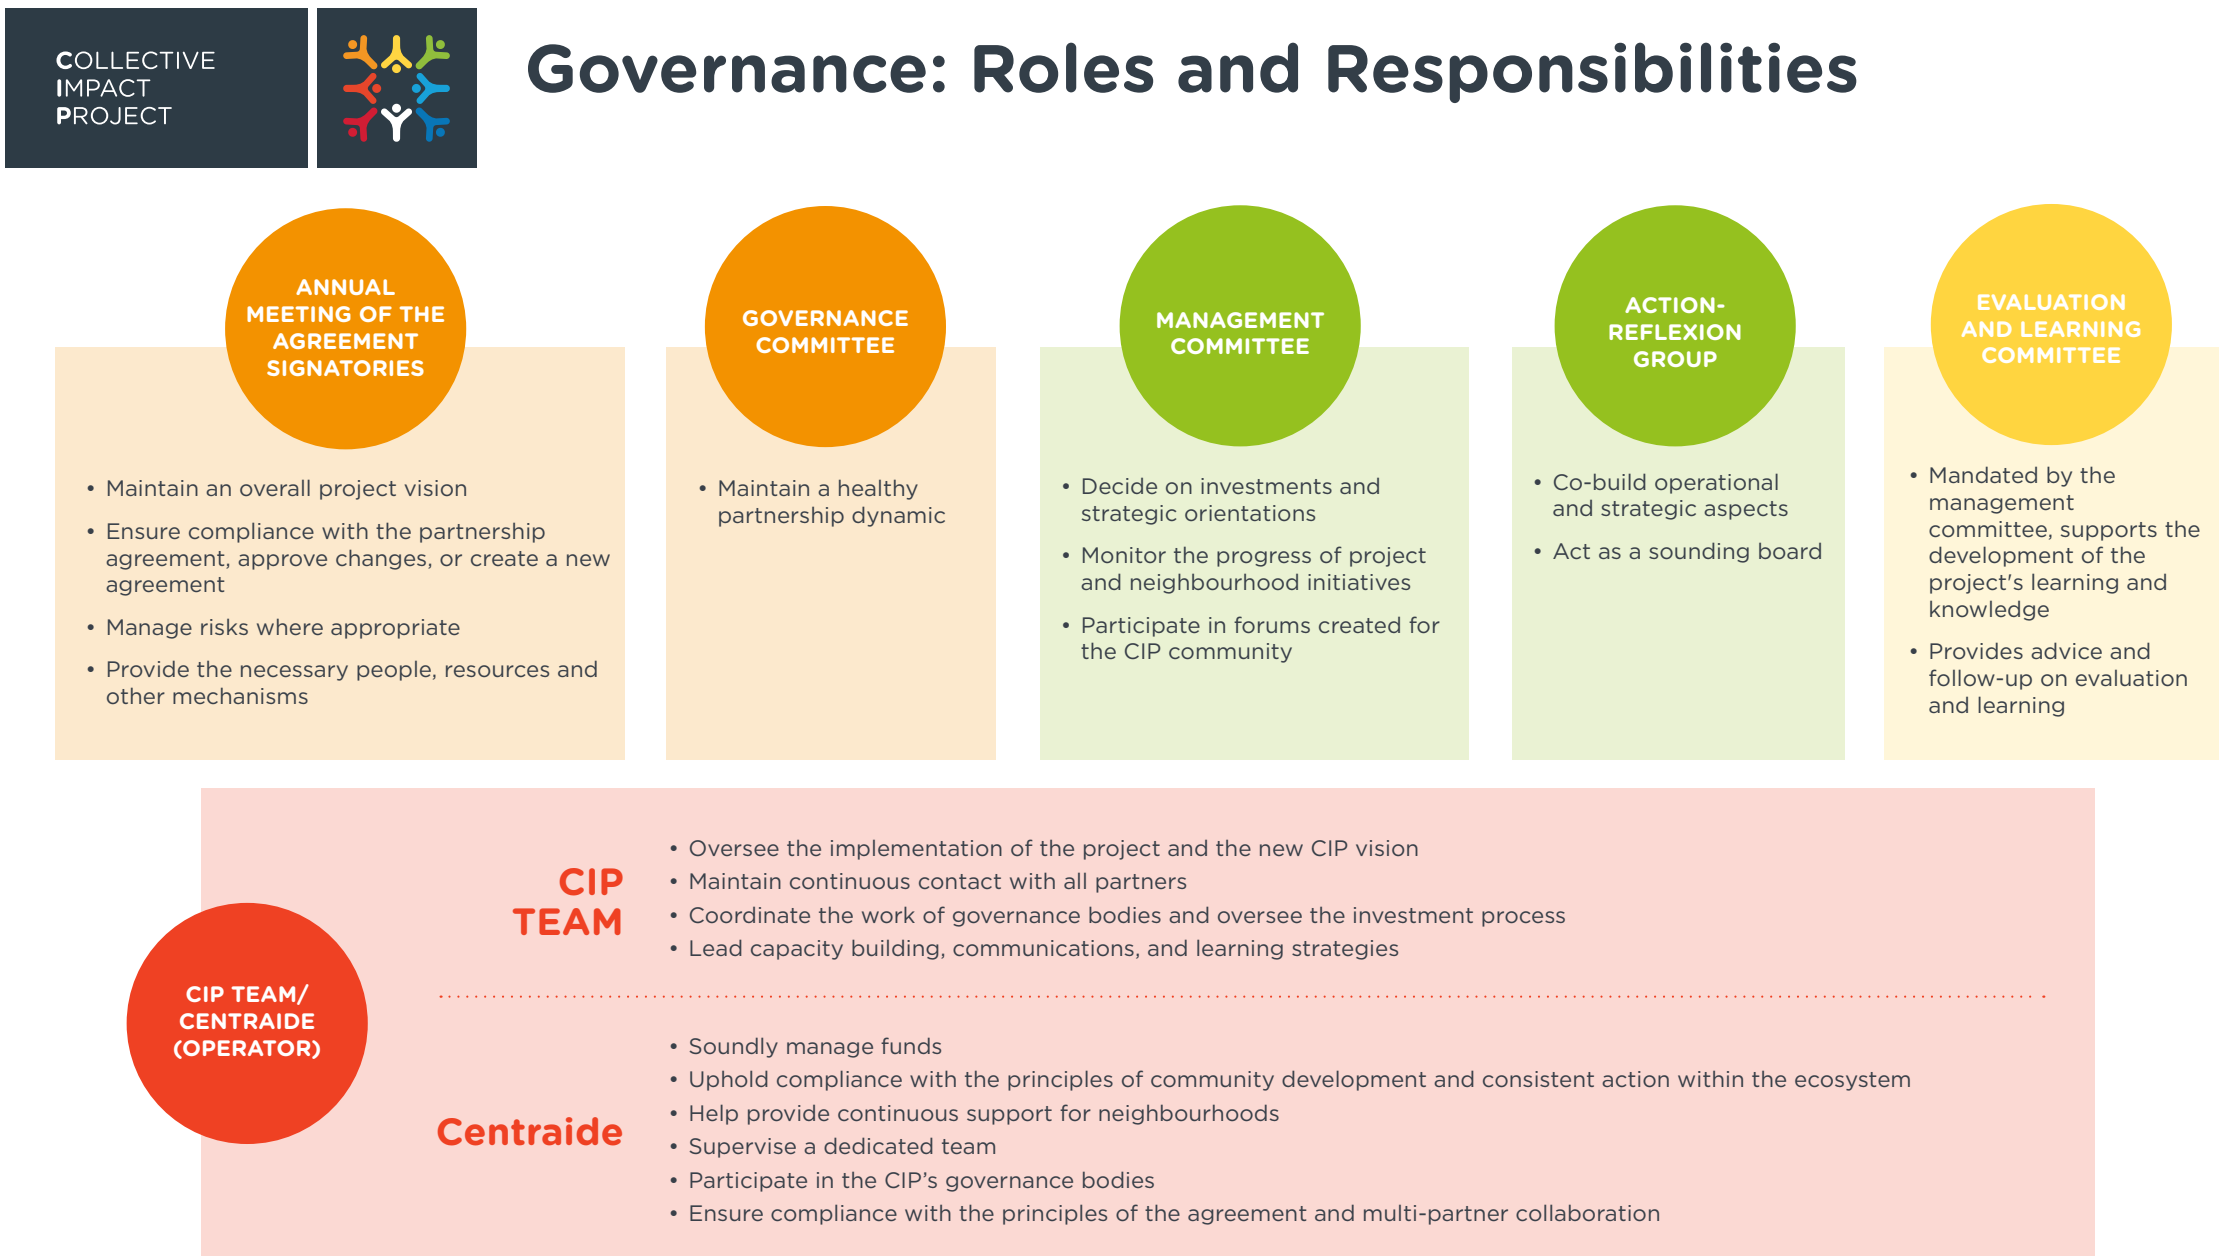 COLLECTIVE
IMPACT
PROJECT
Governance: Roles and Responsibilities
ANNUAL
MEETING OF THE
AGREEMENT
SIGNATORIES
• Maintain an overall project vision
• Ensure compliance with the partnership
agreement, approve changes, or create a new
agreement
• Manage risks where appropriate
• Provide the necessary people, resources and
other mechanisms
GOVERNANCE
COMMITTEE
• Maintain a healthy
partnership dynamic
MANAGEMENT
COMMITTEE
• Decide on investments and
strategic orientations
• Monitor the progress of project
and neighbourhood initiatives
• Participate in forums created for
the CIP community
ACTION-
REFLEXION
GROUP
• Co-build operational
and strategic aspects
• Act as a sounding board
EVALUATION
AND LEARNING
COMMITTEE
• Mandated by the
management
committee, supports the
development of the
project's learning and
knowledge
• Provides advice and
follow-up on evaluation
and learning
CIP TEAM/
CENTRAIDE
(OPERATOR)
CIP
TEAM
• Oversee the implementation of the project and the new CIP vision
• Maintain continuous contact with all partners
• Coordinate the work of governance bodies and oversee the investment process
• Lead capacity building, communications, and learning strategies
Centraide
• Soundly manage funds
• Uphold compliance with the principles of community development and consistent action within the ecosystem
• Help provide continuous support for neighbourhoods
• Supervise a dedicated team
• Participate in the CIP’s governance bodies
• Ensure compliance with the principles of the agreement and multi-partner collaboration